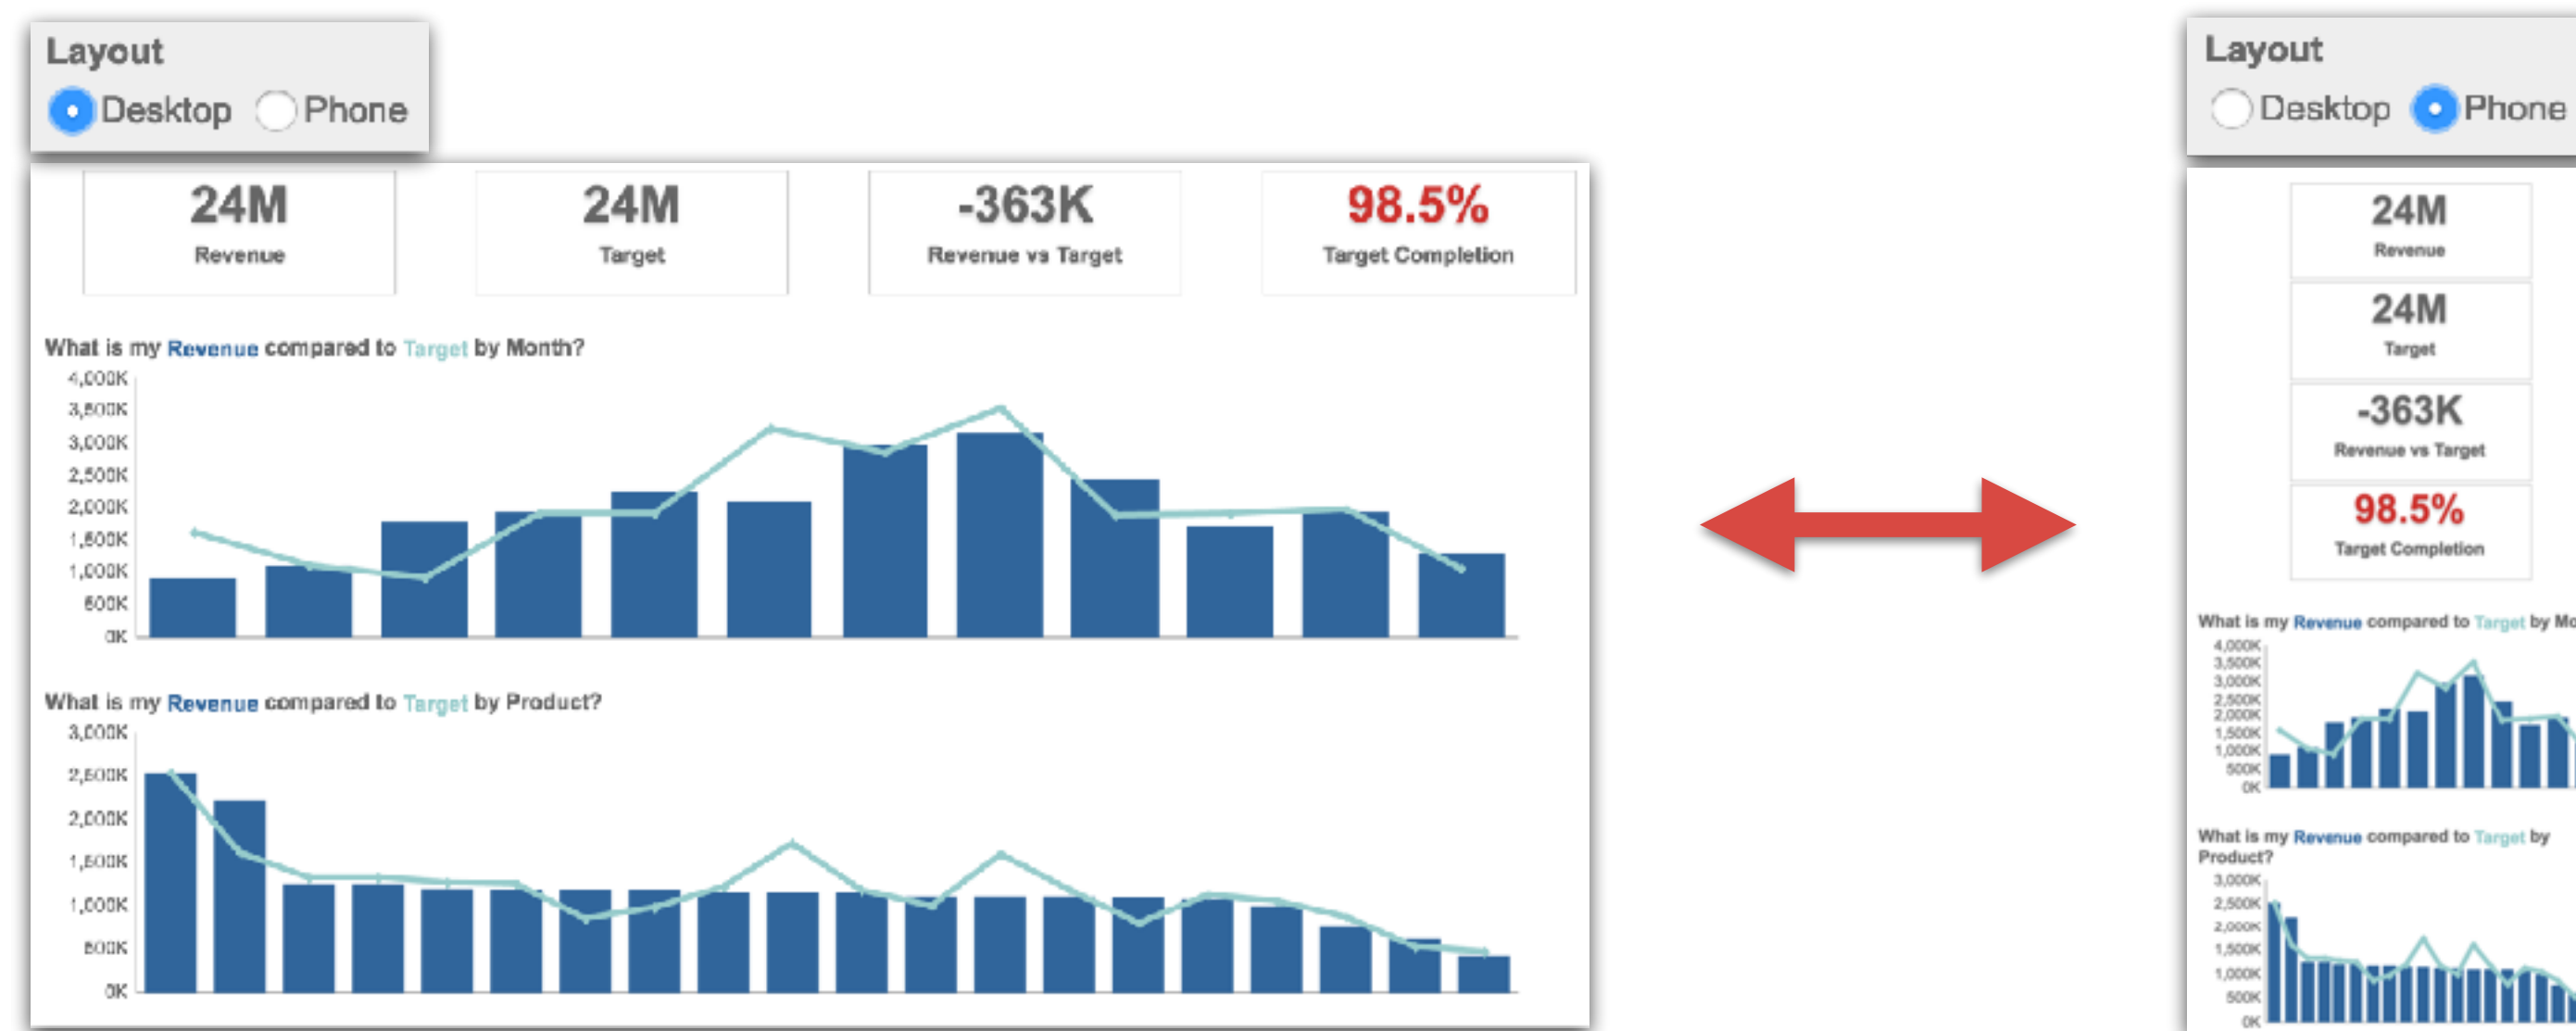 Layout
Desktop Phone
24M
Revenue
24M
Target
-363K
Revenue vs Target
98.5%
Target Completion
What is my Revenue compared to Target by Month?
4,000K
3,500K
3,000K
2,500K
2,000K
1,500K
1,000K
500K
0K
What is my Revenue compared to Target by Product?
3,000K
2,500K
2,000K
1,500K
1,000K
500K
0K
Layout
Desktop Phone
24M
Revenue
24M
Target
-363K
Revenue vs Target
98.5%
Target Completion
What is my Revenue compared to Target by Mo
4,000K
3,500K
3,000K
2,500K
2,000K
1,500K
1,000K
500K
0K
What is my Revenue compared to Target by
Product?
3,000K
2,500K
2,000K
1,500K
1,000K
500K
0K